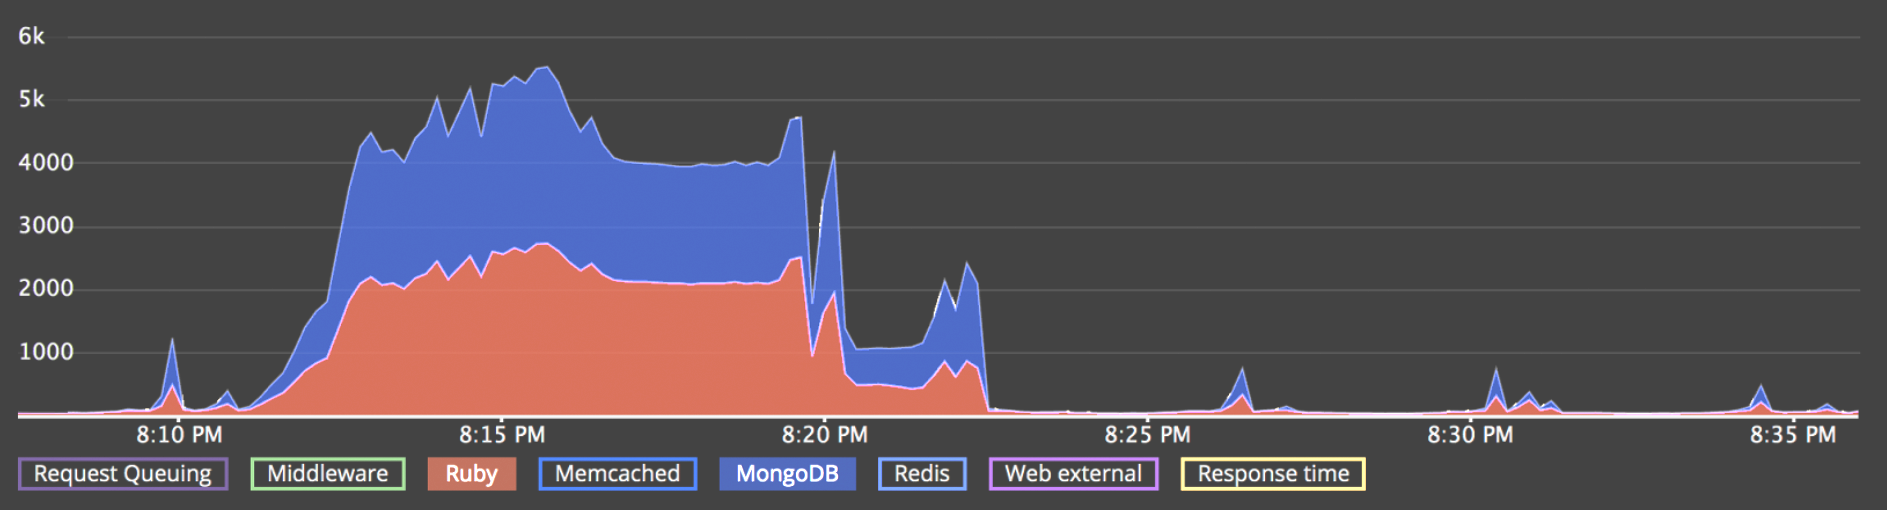 6k
5k
4000
3000
2000
1000
8:10 PM 8:15 PM 8:20 PM 8:25 PM 8:30 PM 8:35 PM
Request Queuing Middleware Ruby Memcached MongoDB Redis Web external Response time